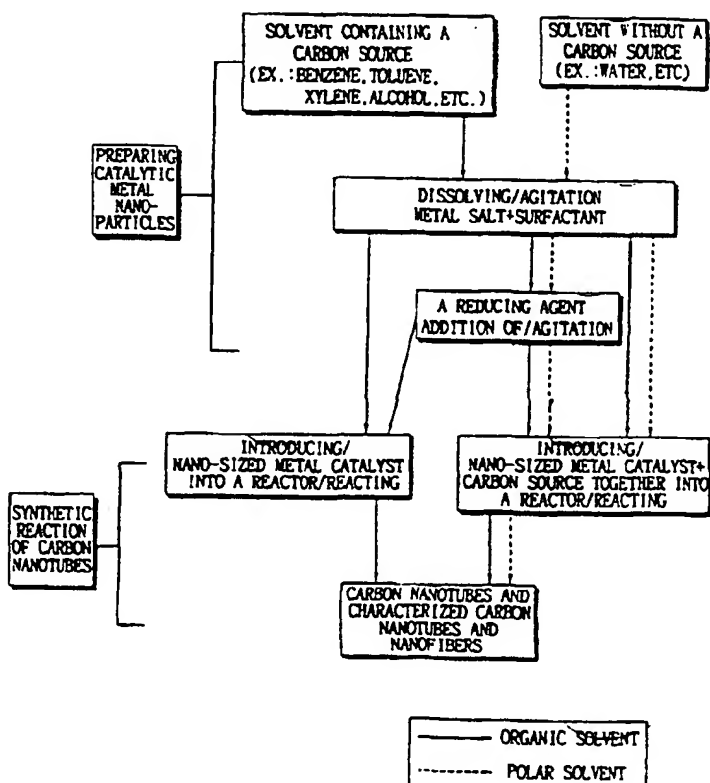 SOLVENT CONTAINING A
CARBON SOURCE
(EX.:BENZENE,TOLUEVE,
XYLENE,ALCOHOL,ETC.)
SOLVENT WITHOUT A
CARBON SOURCE
(EX.:WATER,ETC)
PREPARING
CATALYTIC
METAL
NANO-
PARTICLES
DISSOLVING/AGITATION
METAL SALT+SURFACTANT
A REDUCING AGENT
ADDITION OF/AGITATION
INTRODUCING/
NANO-SIZED METAL CATALYST
INTO A REACTOR/REACTING
INTRODUCING/
NANO-SIZED METAL CATALYST+
CARBON SOURCE TOGETHER INTO
A REACTOR/REACTING
SYNTHETIC
REACTION
OF CARBON
NANOTUBES
CARBON NANOTUBES AND
CHARACTERIZED CARBON
NANOTUBES AND
NANOFIBERS
ORGANIC SOLVENT
POLAR SOLVENT